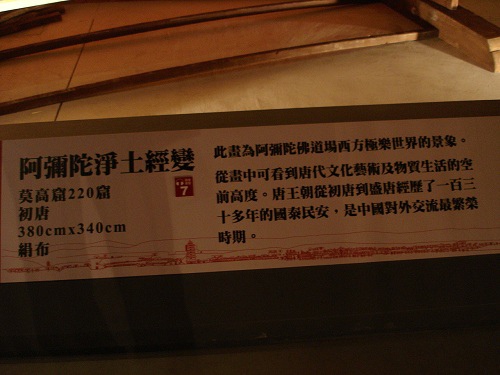 阿彌陀淨土經變
7
莫高窟220窟
初唐
380cmx340cm
絹布
此畫為阿彌陀佛道場西方極樂世界的景象。
從畫中可看到唐代文化藝術及物質生活的空
前高度。唐王朝從初唐到盛唐經歷了一百三
十多年的國泰民安，是中國對外交流最繁榮
時期。